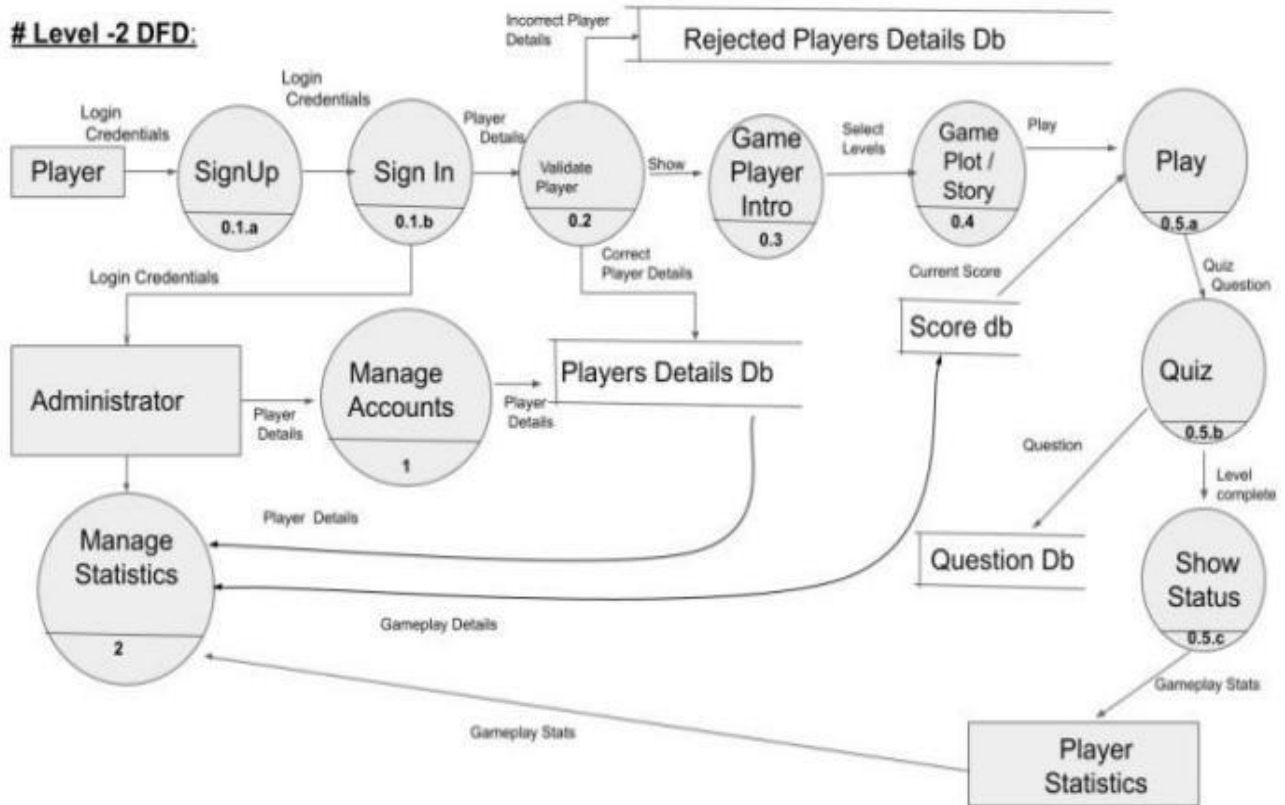 # Level -2 DFD:
Incorrect Player
Details
Rejected Players Details Db
Login
Credentials
Login
Credentials
Player
Details
Player
SignUp
0.1.a
Sign In
0.1.b
Validate
Player
0.2
Show
Game
Player
Intro
0.3
Select
Levels
Game
Plot /
Story
0.4
Play
Play
0.5.a
Login Credentials
Correct
Player Details
Current Score
Quiz
Question
Administrator
Player
Details
Manage
Accounts
1
Player
Details
Players Details Db
Score db
Quiz
0.5.b
Question
Level
complete
Player Details
Manage
Statistics
2
Gameplay Details
Question Db
Show
Status
0.5.c
Gameplay Stats
Gameplay Stats
Player
Statistics